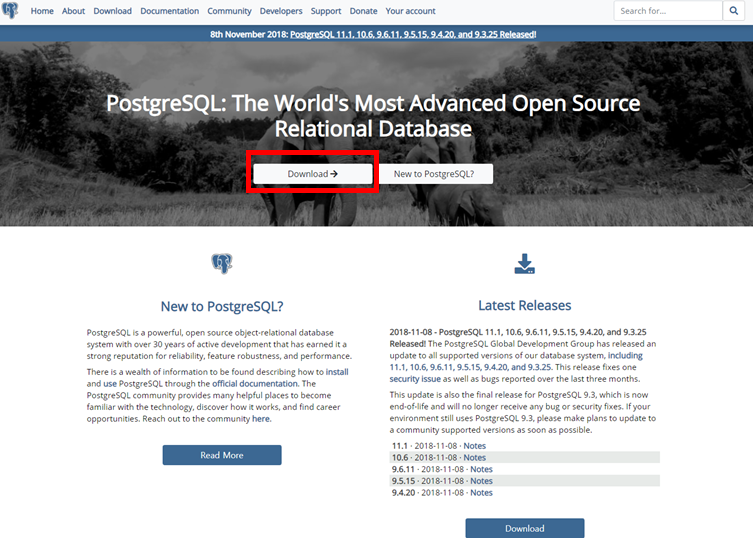 Home About Download Documentation Community Developers Support Donate Your account
Search for...
8th November 2018: PostgreSQL 11.1, 10.6, 9.6.11, 9.5.15, 9.4.20, and 9.3.25 Released!
PostgreSQL: The World's Most Advanced Open Source
Relational Database
Download
New to PostgreSQL?
New to PostgreSQL?
PostgreSQL is a powerful, open source object-relational database
system with over 30 years of active development that has earned it a
strong reputation for reliability, feature robustness, and performance.
There is a wealth of information to be found describing how to install
and use PostgreSQL through the official documentation. The
PostgreSQL community provides many helpful places to become
familiar with the technology, discover how it works, and find career
opportunities. Reach out to the community here.
Read More
Latest Releases
2018-11-08 - PostgreSQL 11.1, 10.6, 9.6.11, 9.5.15, 9.4.20, and 9.3.25
Released! The PostgreSQL Global Development Group has released an
update to all supported versions of our database system, including
11.1, 10.6, 9.6.11, 9.5.15, 9.4.20, and 9.3.25. This release fixes one
security issue as well as bugs reported over the last three months.
This update is also the final release for PostgreSQL 9.3, which is now
end-of-life and will no longer receive any bug or security fixes. If your
environment still uses PostgreSQL 9.3, please make plans to update to
a community supported versions as soon as possible.
11.1 · 2018-11-08 · Notes
10.6 · 2018-11-08 · Notes
9.6.11 · 2018-11-08 · Notes
9.5.15 · 2018-11-08 · Notes
9.4.20 · 2018-11-08 · Notes
Download